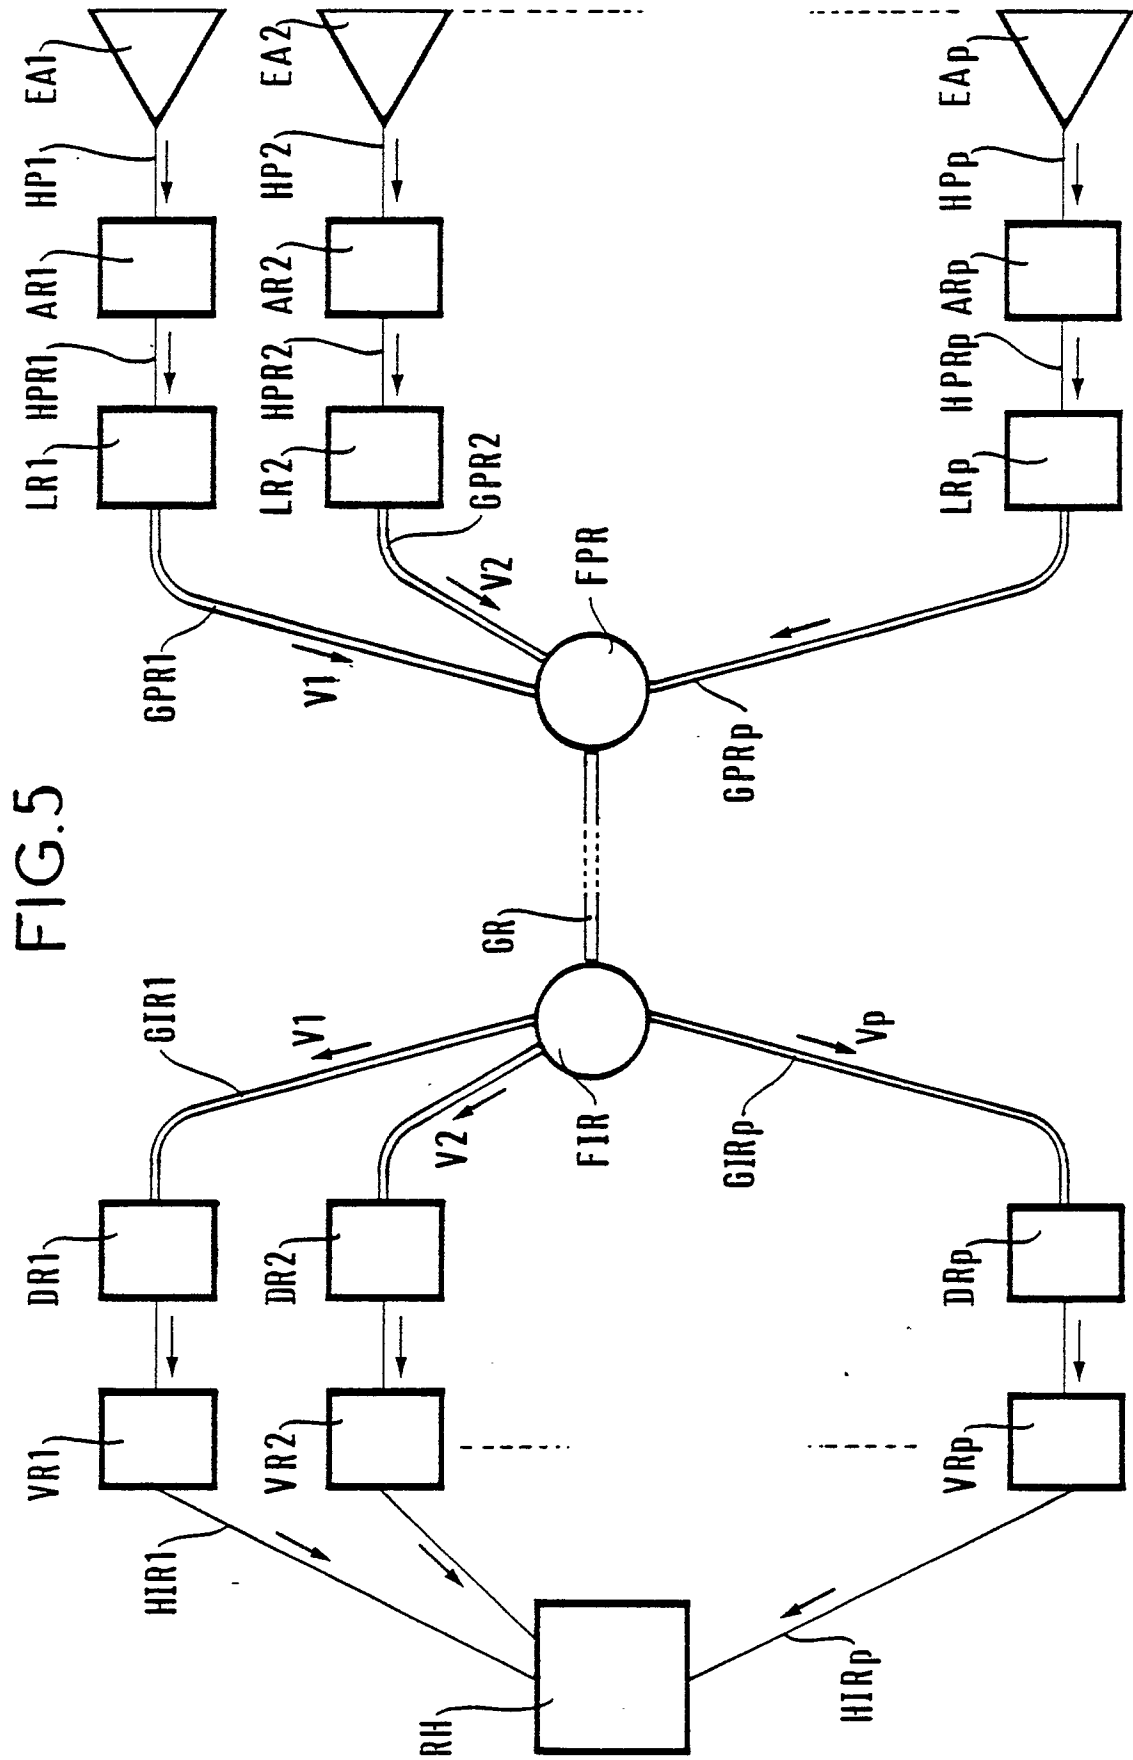 FIG.5
EA1
HP1
AR1
HPR1
LR1
GPR1
V1
GIR1
V1
DR1
VR1
HIR1
EA2
HP2
AR2
HPR2
LR2
GPR2
V2
V2
DR2
VR2
FPR
GR
FIR
RH
EAp
HPp
ARp
HPRp
LRp
GPRp
GIRp
Vp
DRp
VRp
HIRp